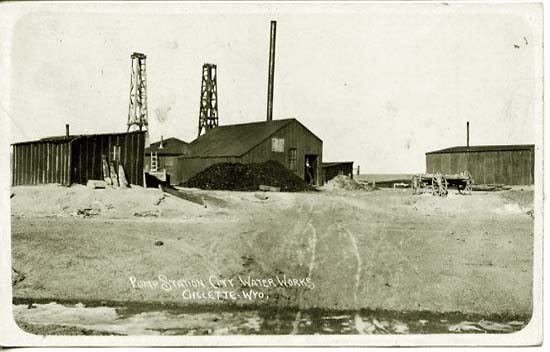 PUMP STATION CITY WATER WORKS
GILLETTE. WYO.